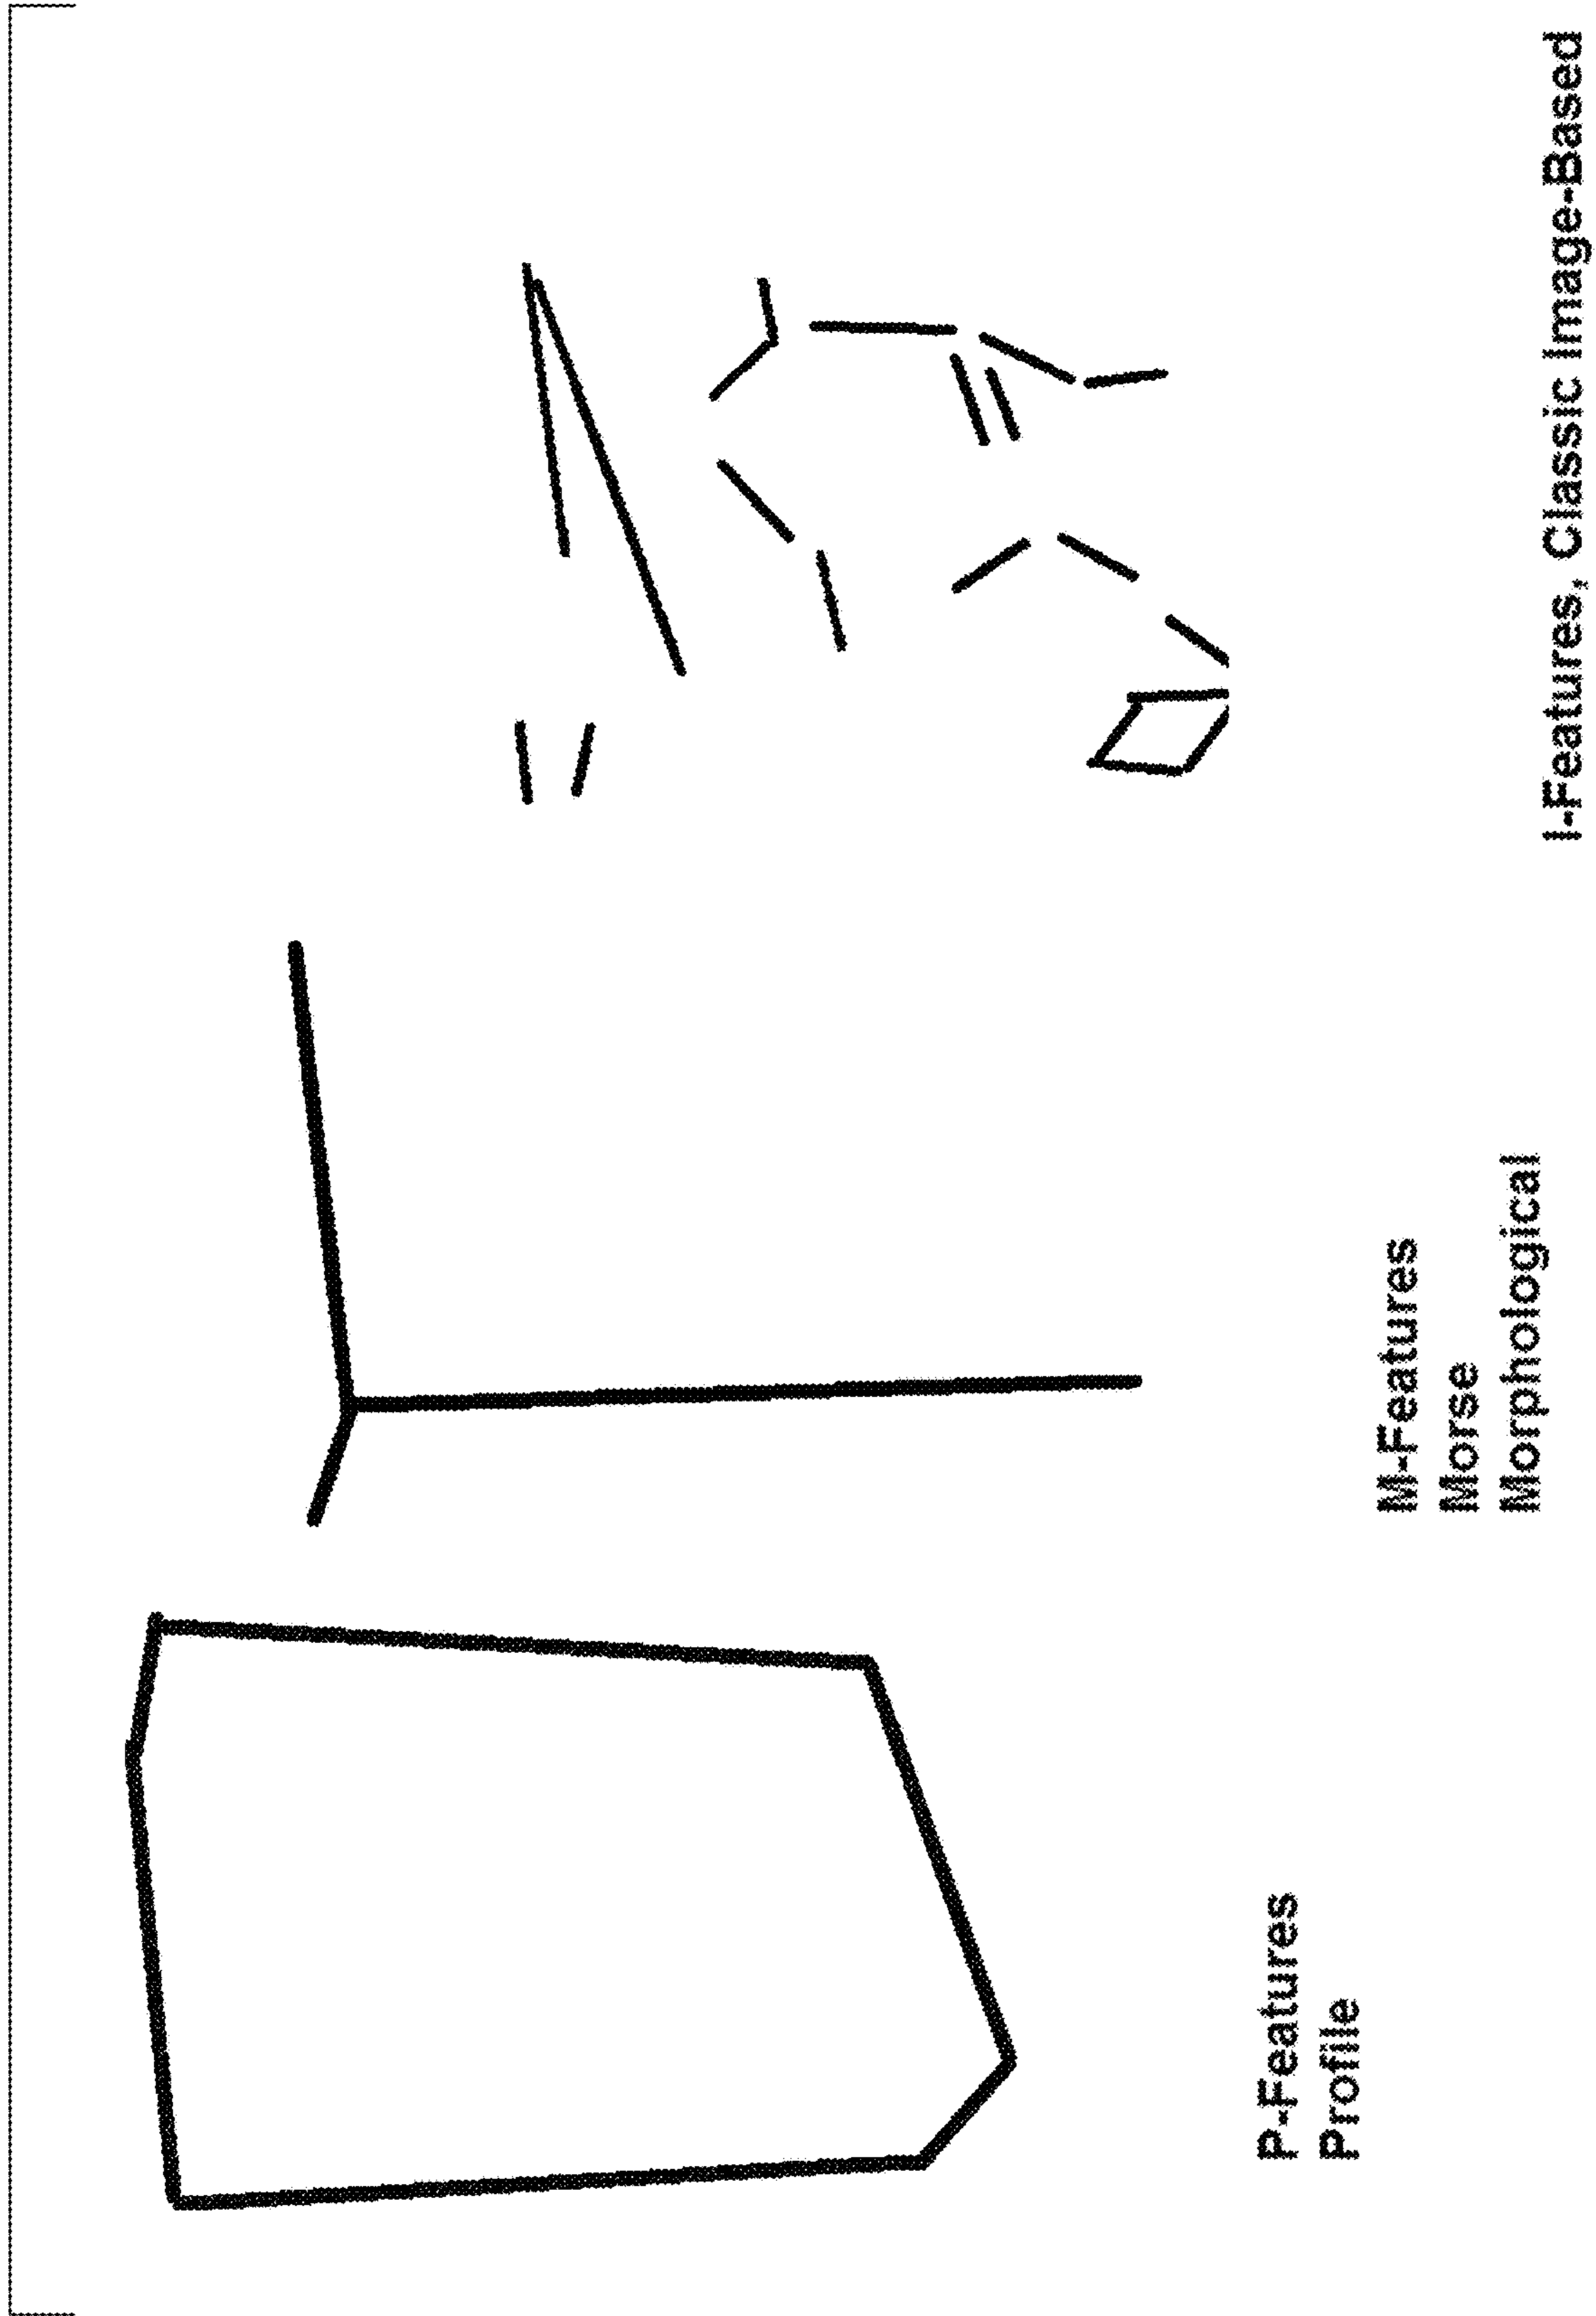 P-Features
Profile
M-Features
Morse
Morphological
I-Features, Classic Image-Based